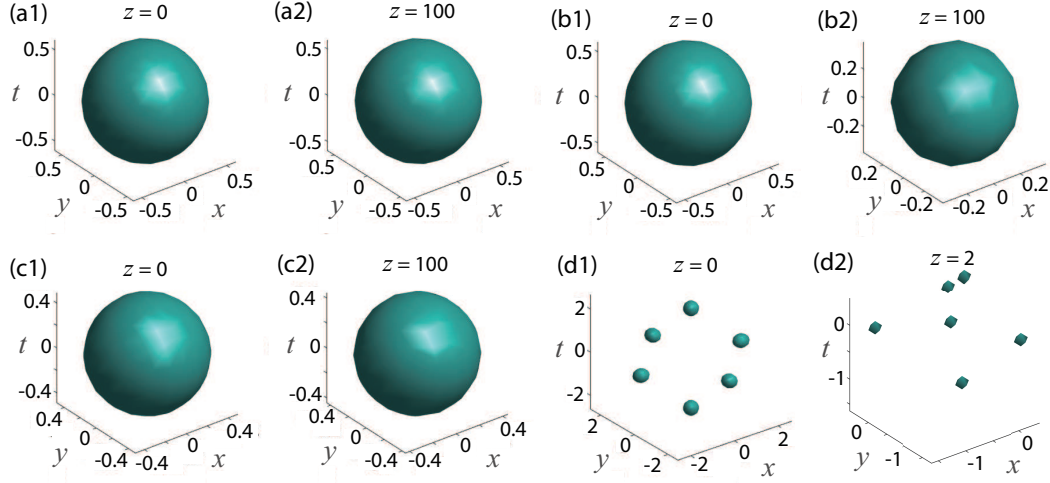 (a1) z = 0
0.5
t 0
-0.5
0.5
0
y -0.5
-0.5 0 0.5
x
(a2) z = 100
0.5
t 0
-0.5
0.5
0
y -0.5
-0.5 0 0.5
x
(b1) z = 0
0.5
t 0
-0.5
0.5
0
y -0.5
-0.5 0 0.5
x
(b2) z = 100
0.2
t 0
-0.2
0.2
0
y -0.2
-0.2 0 0.2
x
(c1) z = 0
0.4
t 0
-0.4
0.4
0
y -0.4
-0.4 0 0.4
x
(c2) z = 100
0.4
t 0
-0.4
0.4
0
y -0.4
-0.4 0 0.4
x
(d1) z = 0
2
t 0
-2
2
0
y -2
-2 0 2
x
(d2) z = 2
0
t
-1
0
y -1
-1 0
x